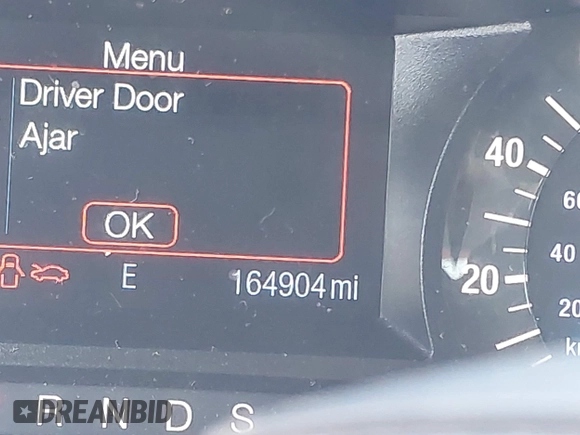 Menu
Driver Door
Ajar
OK
E
164904 mi
40
20
60
40
20
R N D S
DREAMBID